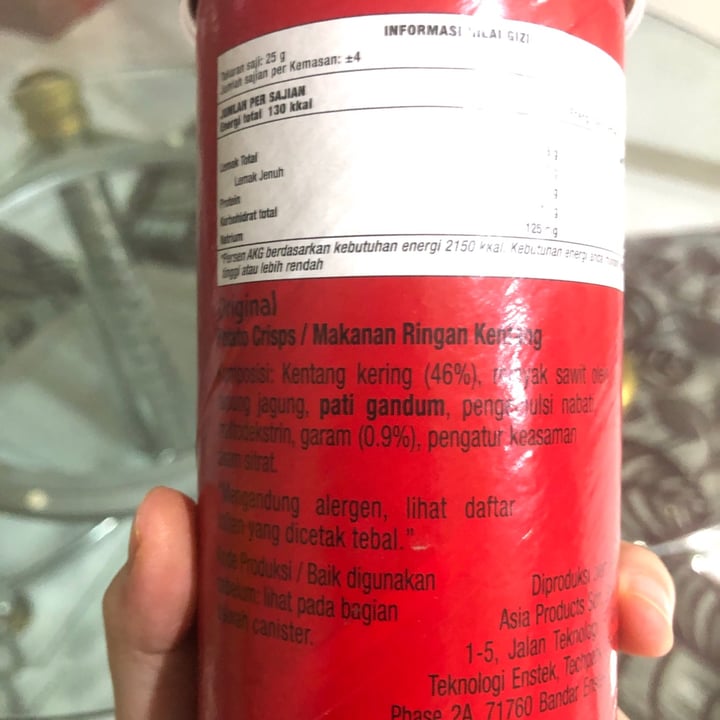 INFORMASI NILAI GIZI
Takaran saji: 25 g
Jumlah sajian per Kemasan: ±4
JUMLAH PER SAJIAN
Energi total 130 kkal
Lemak Total g
Lemak Jenuh
Protein g
Karbohidrat total g
Natrium 125 mg
*Persen AKG berdasarkan kebutuhan energi 2150 kkal. Kebutuhan energi anda
tinggi atau lebih rendah
Original
Potato Crisps / Makanan Ringan Kentang
Komposisi: Kentang kering (46%), minyak sawit
tepung jagung, pati gandum, pengemulsi nabati,
maltodekstrin, garam (0.9%), pengatur keasaman
asam sitrat.
"Mengandung alergen, lihat daftar
bahan yang dicetak tebal."
Kode Produksi / Baik digunakan
sebelum: lihat pada bagian
bawah canister.
Diproduksi
Asia Products
1-5, Jalan Teknologi
Teknologi Enstek,
Phase 2A, 71760 Bandar